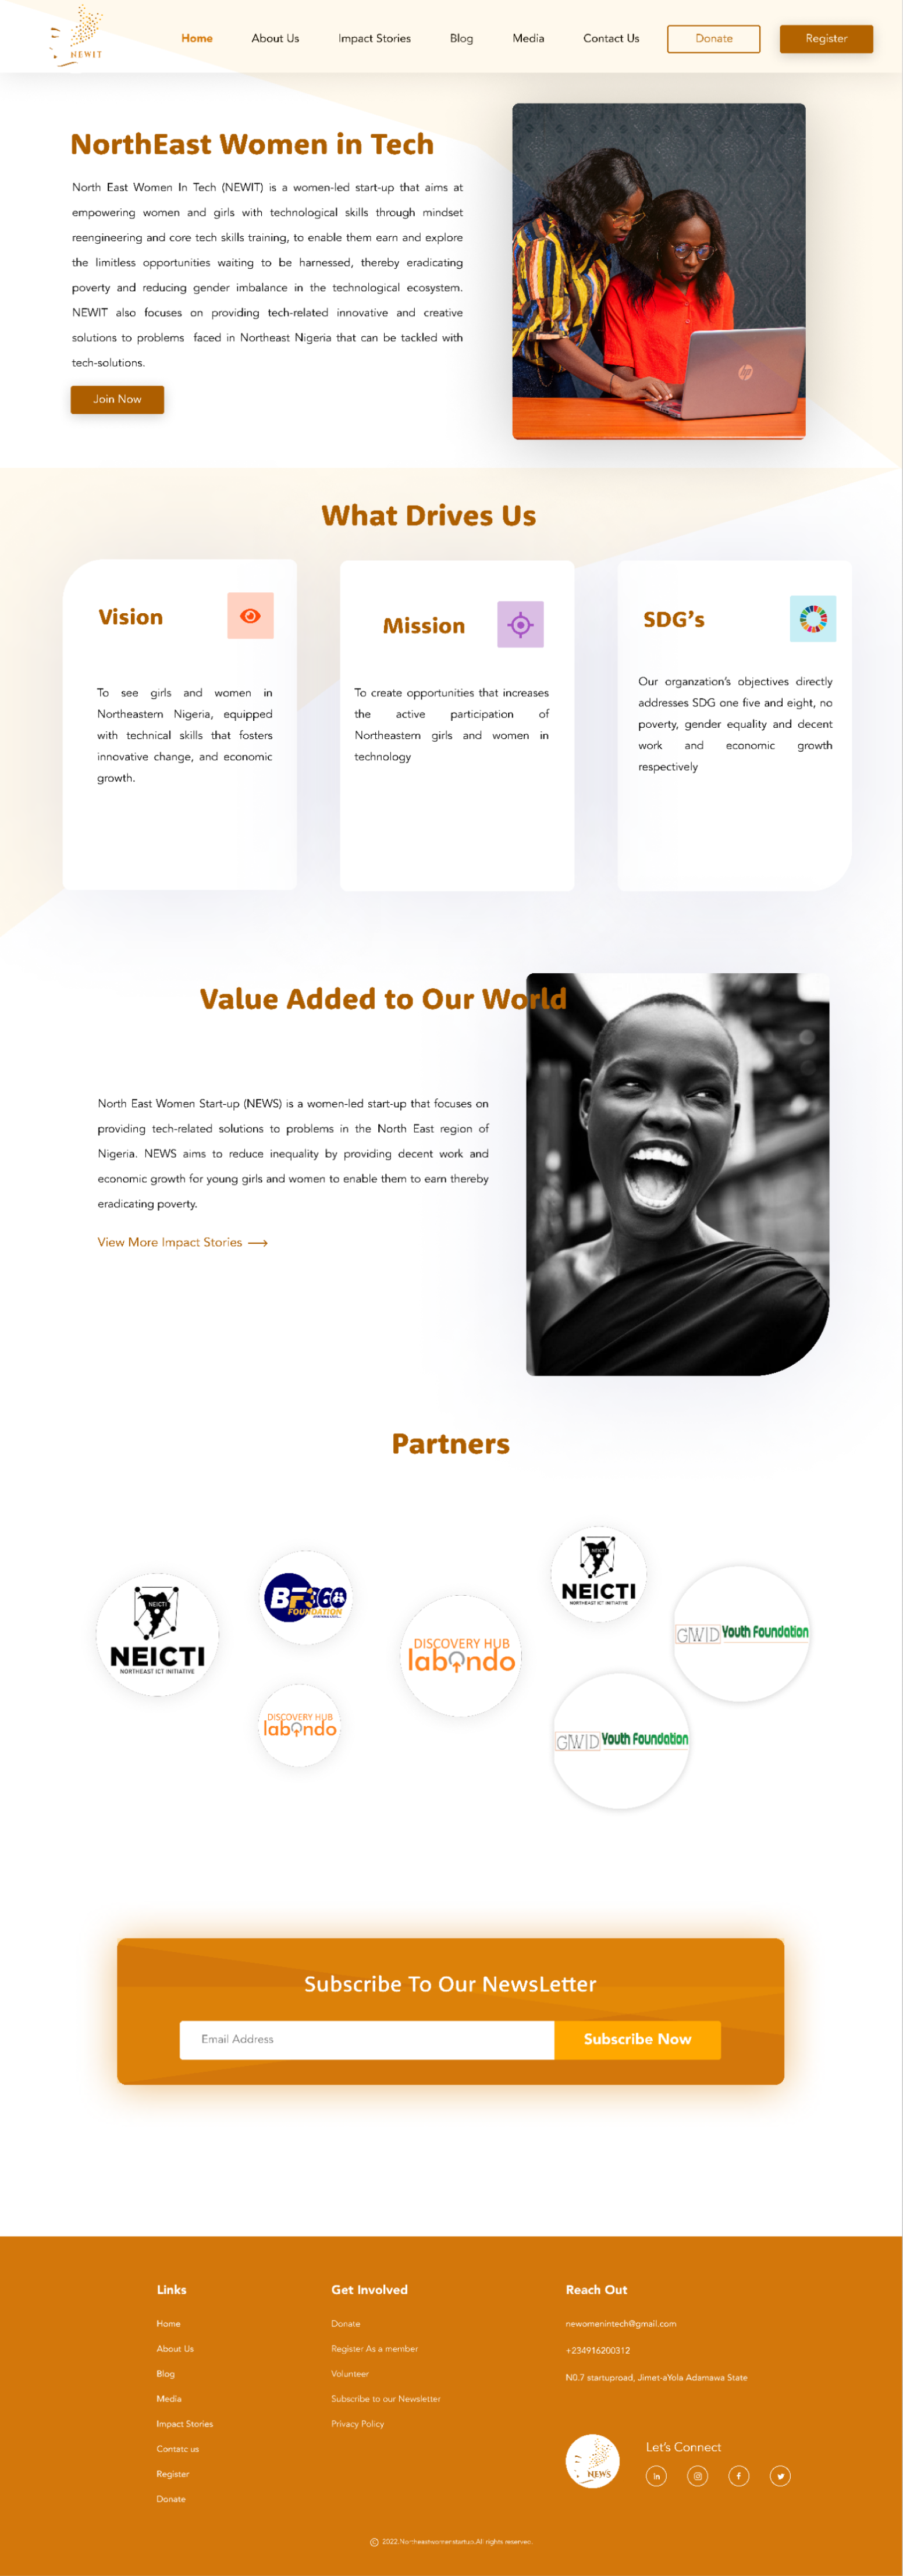 NEWIT
Home
About Us
Impact Stories
Blog
Media
Contact Us
Donate
Register
NorthEast Women in Tech
North East Women In Tech (NEWIT) is a women-led start-up that aims at
empowering women and girls with technological skills through mindset
reengineering and core tech skills training, to enable them earn and explore
the limitless opportunities waiting to be harnessed, thereby eradicating
poverty and reducing gender imbalance in the technological ecosystem.
NEWIT also focuses on providing tech-related innovative and creative
solutions to problems faced in Northeast Nigeria that can be tackled with
tech-solutions.
Join Now
hp
What Drives Us
Vision
To see girls and women in
Northeastern Nigeria, equipped
with technical skills that fosters
innovative change, and economic
growth.
Mission
To create opportunities that increases
the active participation of
Northeastern girls and women in
technology
SDG's
Our organzation's objectives directly
addresses SDG one five and eight, no
poverty, gender equality and decent
work and economic growth
respectively
Value Added to Our World
North East Women Start-up (NEWS) is a women-led start-up that focuses on
providing tech-related solutions to problems in the North East region of
Nigeria. NEWS aims to reduce inequality by providing decent work and
economic growth for young girls and women to enable them to earn thereby
eradicating poverty.
View More Impact Stories
Partners
NEICTI
NEICTI
NORTHEAST ICT INITIATIVE
BF360
FOUNDATION
DISCOVERY HUB
labondo
DISCOVERY HUB
labondo
NEICTI
NEICTI
NORTHEAST ICT INITIATIVE
GWID Youth Foundation
GWID Youth Foundation
Subscribe To Our NewsLetter
Email Address
Subscribe Now
Links
Home
About Us
Blog
Media
Impact Stories
Contatc us
Register
Donate
Get Involved
Donate
Register As a member
Volunteer
Subscribe to our Newsletter
Privacy Policy
Reach Out
newomenintech@gmail.com
+234916200312
N0.7 startuproad, Jimet-aYola Adamawa State
NEWS
Let's Connect
in
f
© 2022.Northeastwomenstartup.All rights reserved.